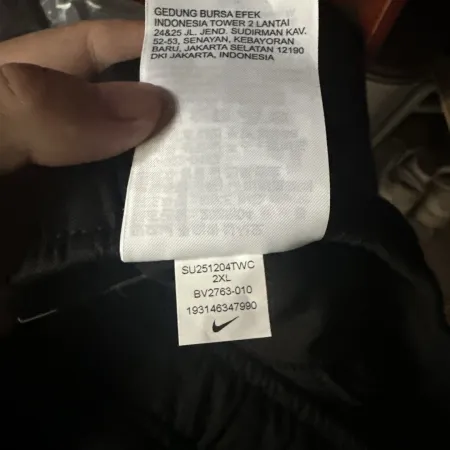 GEDUNG BURSA EFEK
INDONESIA TOWER 2 LANTAI
24&25 JL. JEND. SUDIRMAN KAV.
52-53, SENAYAN, KEBAYORAN
BARU, JAKARTA SELATAN 12190
DKI JAKARTA, INDONESIA
SU251204TWC
2XL
BV2763-010
193146347990